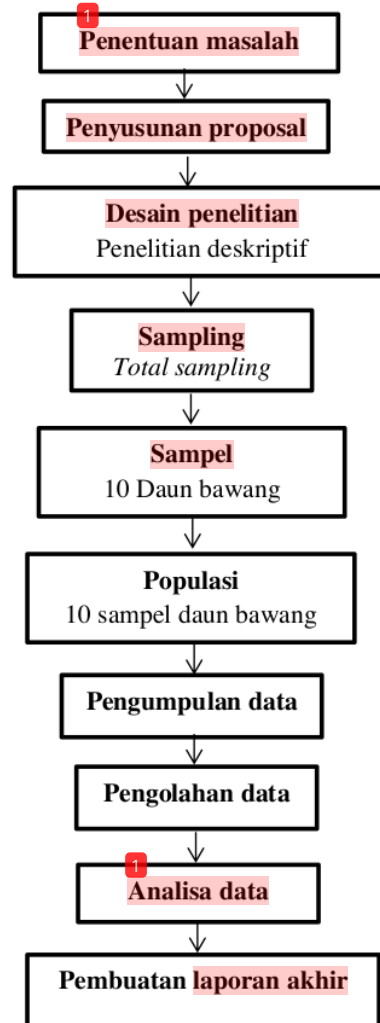 1
Penentuan masalah
Penyusunan proposal
Desain penelitian
Penelitian deskriptif
Sampling
Total sampling
Sampel
10 Daun bawang
Populasi
10 sampel daun bawang
Pengumpulan data
Pengolahan data
1
Analisa data
Pembuatan laporan akhir